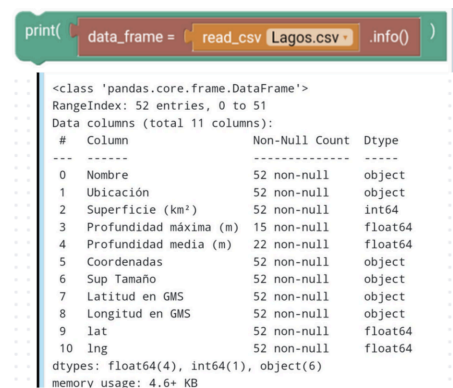 print( data_frame = read_csv Lagos.csv .info() )
<class 'pandas.core.frame.DataFrame'>
RangeIndex: 52 entries, 0 to 51
Data columns (total 11 columns):
# Column Non-Null Count Dtype
--- ------ -------------- -----
0 Nombre 52 non-null object
1 Ubicación 52 non-null object
2 Superficie (km²) 52 non-null int64
3 Profundidad máxima (m) 15 non-null float64
4 Profundidad media (m) 22 non-null float64
5 Coordenadas 52 non-null object
6 Sup Tamaño 52 non-null object
7 Latitud en GMS 52 non-null object
8 Longitud en GMS 52 non-null object
9 lat 52 non-null float64
10 lng 52 non-null float64
dtypes: float64(4), int64(1), object(6)
memory usage: 4.6+ KB